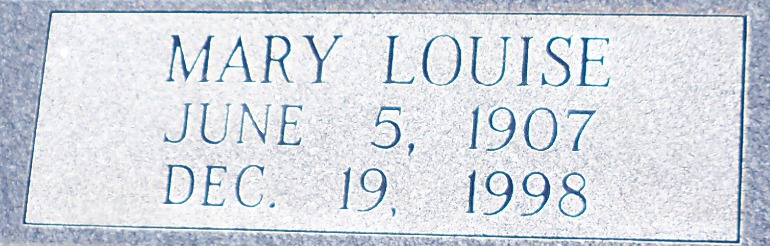 MARY LOUISE
JUNE 5, 1907
DEC. 19, 1998